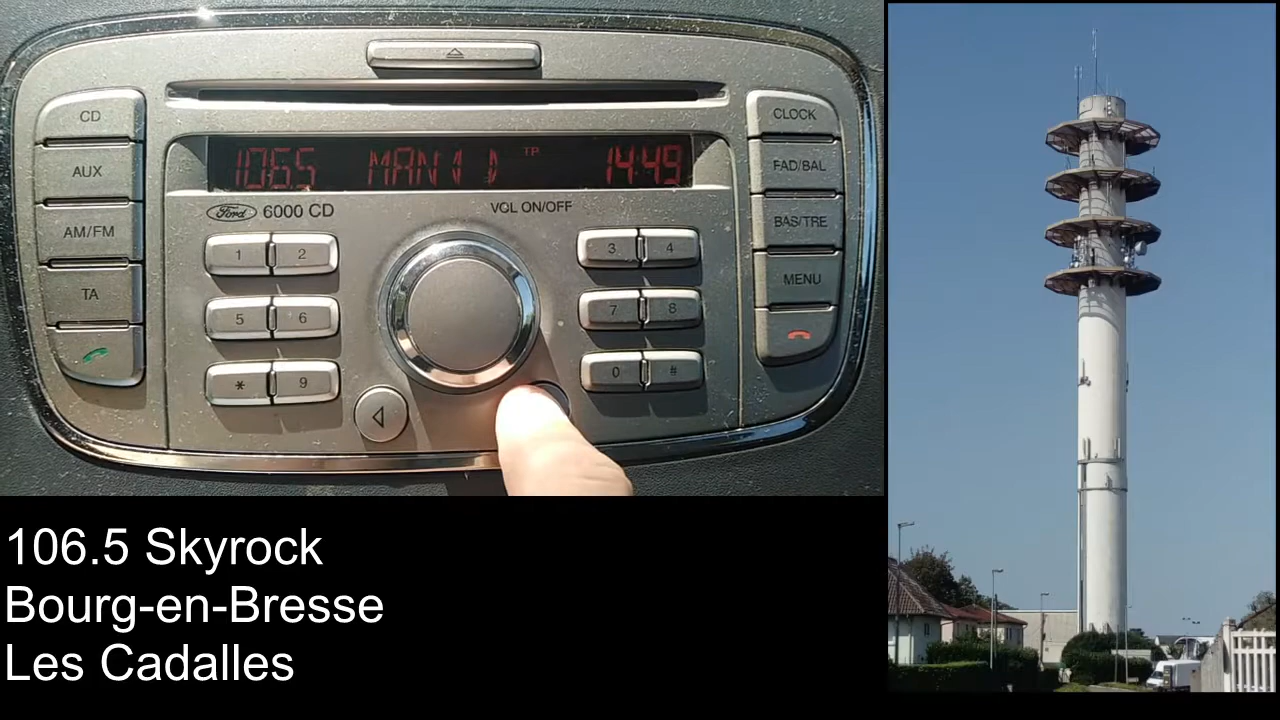 CD
AUX
AM/FM
TA
106.5 TP 14:49
Ford 6000 CD
VOL ON/OFF
1 2
5 6
* 9
3 4
7 8
0 #
CLOCK
FAD/BAL
BAS/TRE
MENU
106.5 Skyrock
Bourg-en-Bresse
Les Cadalles